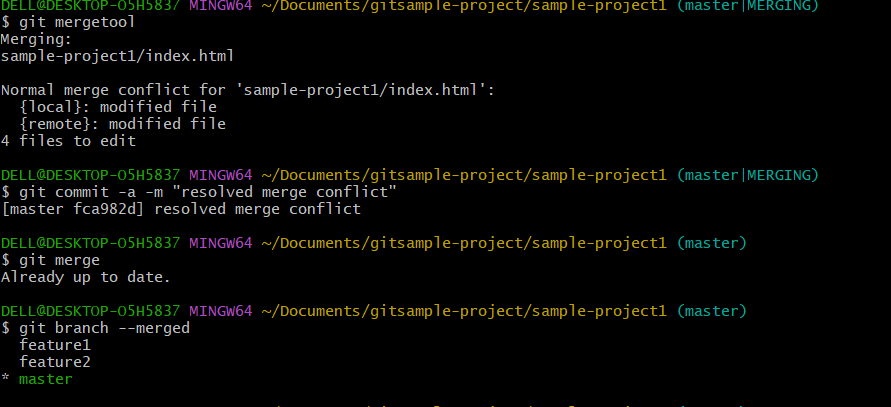 DELL@DESKTOP-O5H5837 MINGW64 ~/Documents/gitsample-project/sample-project1 (master|MERGING)
$ git mergetool
Merging:
sample-project1/index.html

Normal merge conflict for 'sample-project1/index.html':
  {local}: modified file
  {remote}: modified file
4 files to edit

DELL@DESKTOP-O5H5837 MINGW64 ~/Documents/gitsample-project/sample-project1 (master|MERGING)
$ git commit -a -m "resolved merge conflict"
[master fca982d] resolved merge conflict

DELL@DESKTOP-O5H5837 MINGW64 ~/Documents/gitsample-project/sample-project1 (master)
$ git merge
Already up to date.

DELL@DESKTOP-O5H5837 MINGW64 ~/Documents/gitsample-project/sample-project1 (master)
$ git branch --merged
  feature1
  feature2
* master